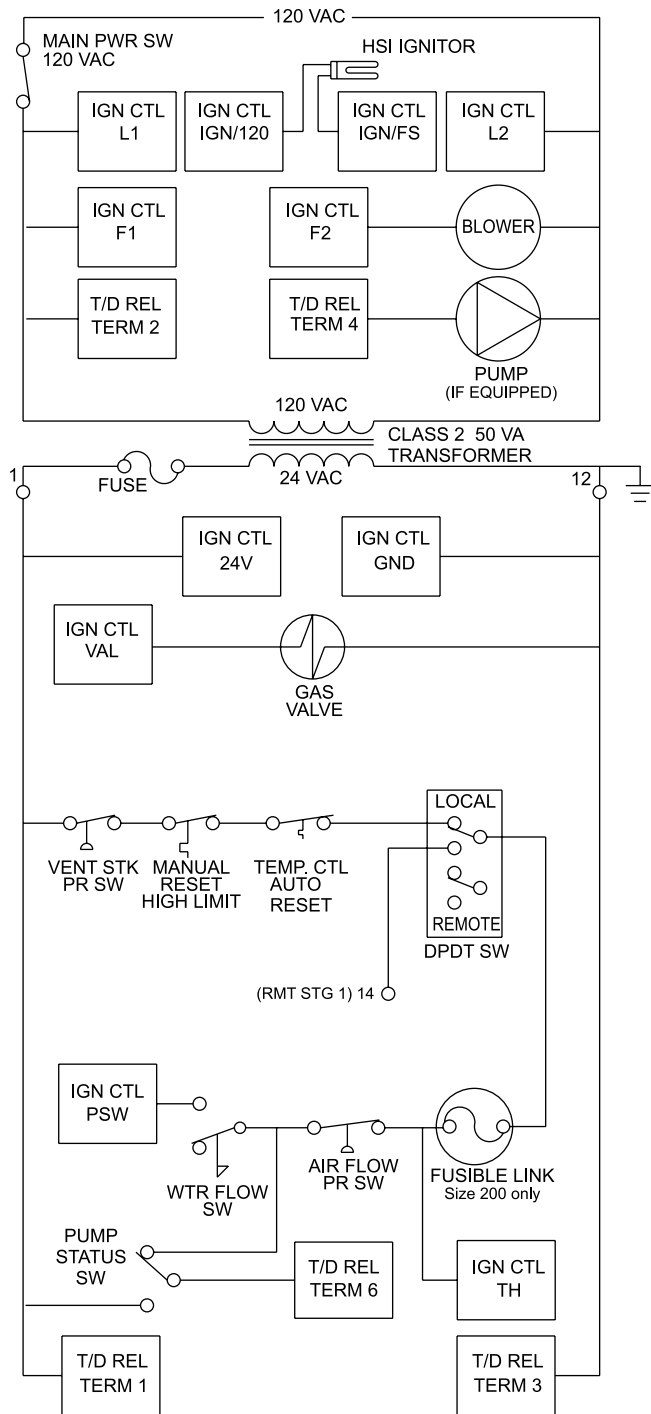 120 VAC
MAIN PWR SW
120 VAC
HSI IGNITOR
IGN CTL
L1
IGN CTL
IGN/120
IGN CTL
IGN/FS
IGN CTL
L2
IGN CTL
F1
IGN CTL
F2
BLOWER
T/D REL
TERM 2
T/D REL
TERM 4
PUMP
(IF EQUIPPED)
120 VAC
CLASS 2 50 VA
TRANSFORMER
24 VAC
1
FUSE
12
IGN CTL
24V
IGN CTL
GND
IGN CTL
VAL
GAS
VALVE
VENT STK
PR SW
MANUAL
RESET
HIGH LIMIT
TEMP. CTL
AUTO
RESET
LOCAL
REMOTE
DPDT SW
(RMT STG 1) 14
IGN CTL
PSW
WTR FLOW
SW
AIR FLOW
PR SW
FUSIBLE LINK
Size 200 only
PUMP
STATUS
SW
T/D REL
TERM 6
IGN CTL
TH
T/D REL
TERM 1
T/D REL
TERM 3